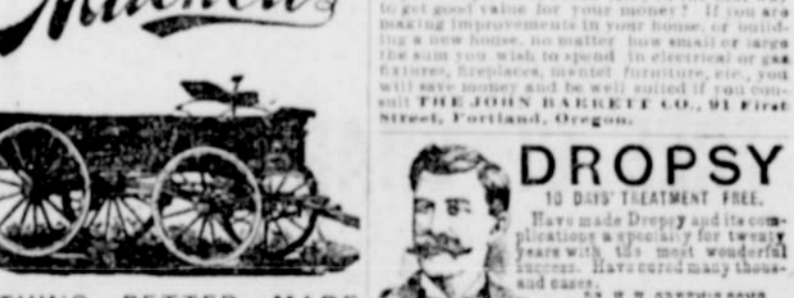 Mitchell's
to get good value for your money? If you are
making improvements in your house, or build-
ing a new house, no matter how small or large
the sum you wish to spend in electrical or gas
fixtures, fireplaces, mantel furniture, etc., you
will save money and be well suited if you con-
sult THE JOHN BARRETT CO., 91 First
Street, Portland, Oregon.
DROPSY
10 DAYS' TREATMENT FREE.
Have made Dropsy and its com-
plications a specialty for twenty
years with the most wonderful
success. Have cured many thous-
and cases.